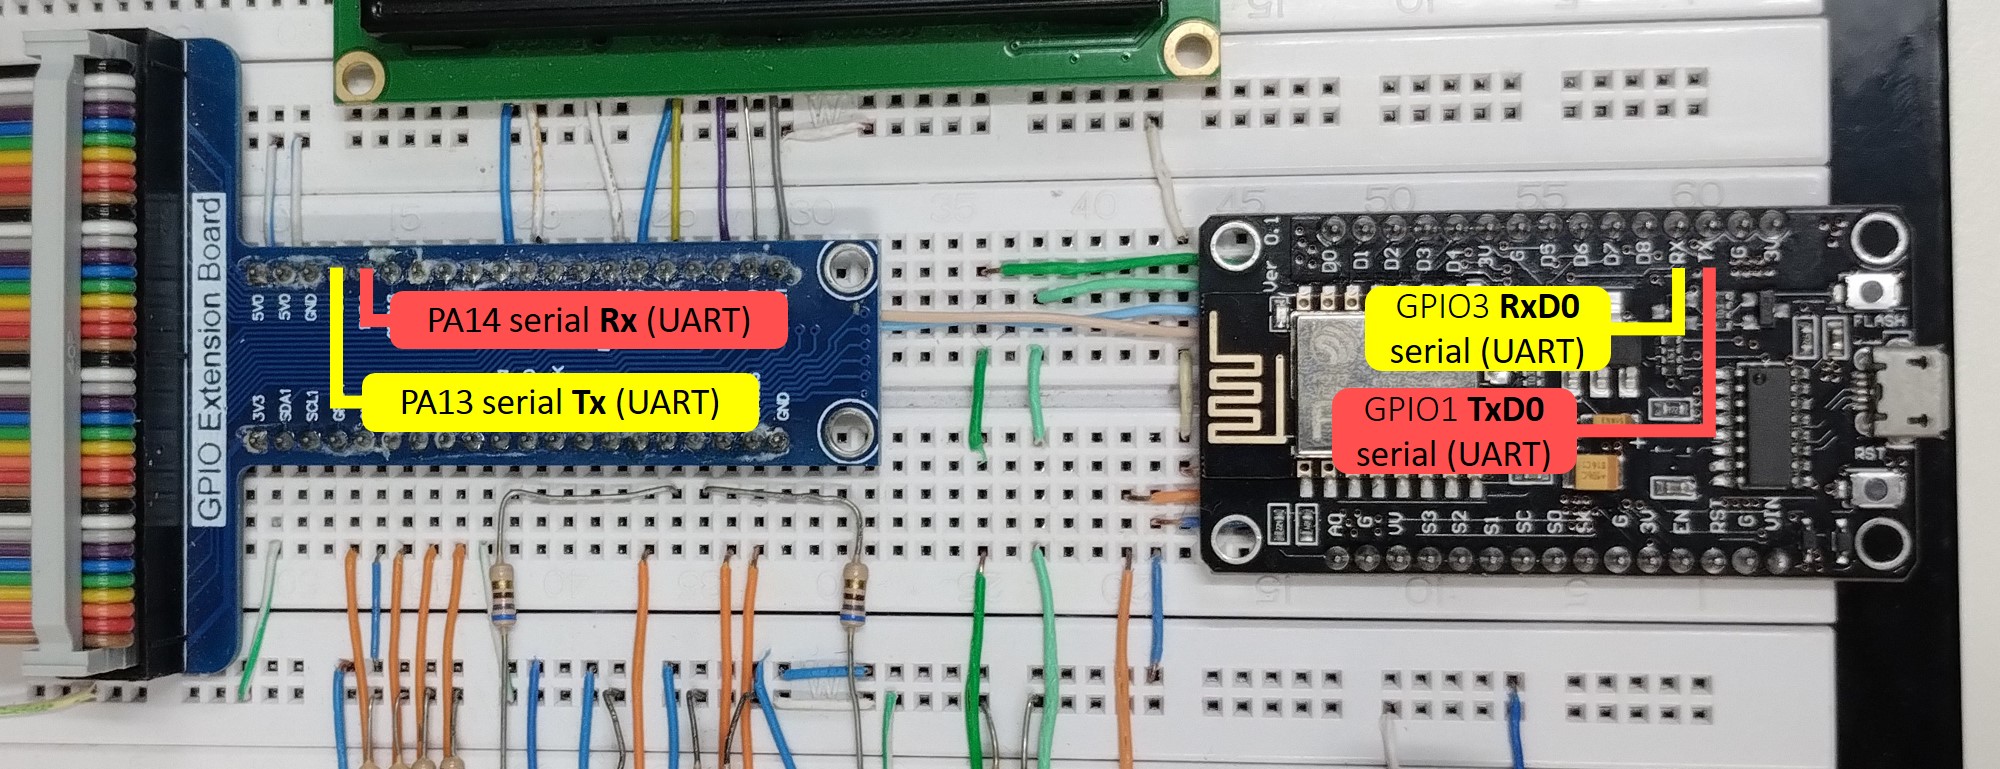 GPIO Extension Board
5V0
5V0
GND
PA14 serial Rx (UART)
PA13 serial Tx (UART)
3V3
SDA1
SCL1
GND
15
30
35
40
45
50
55
60
Ver 0.1
D0
D1
D2
D3
D4
3V
G
D5
D6
D7
D8
RX
TX
G
3V
GPIO3 RxD0
serial (UART)
GPIO1 TxD0
serial (UART)
FLASH
RST
A0
G
VU
S3
S2
S1
SC
S0
SK
G
3V
EN
RST
G
VIN